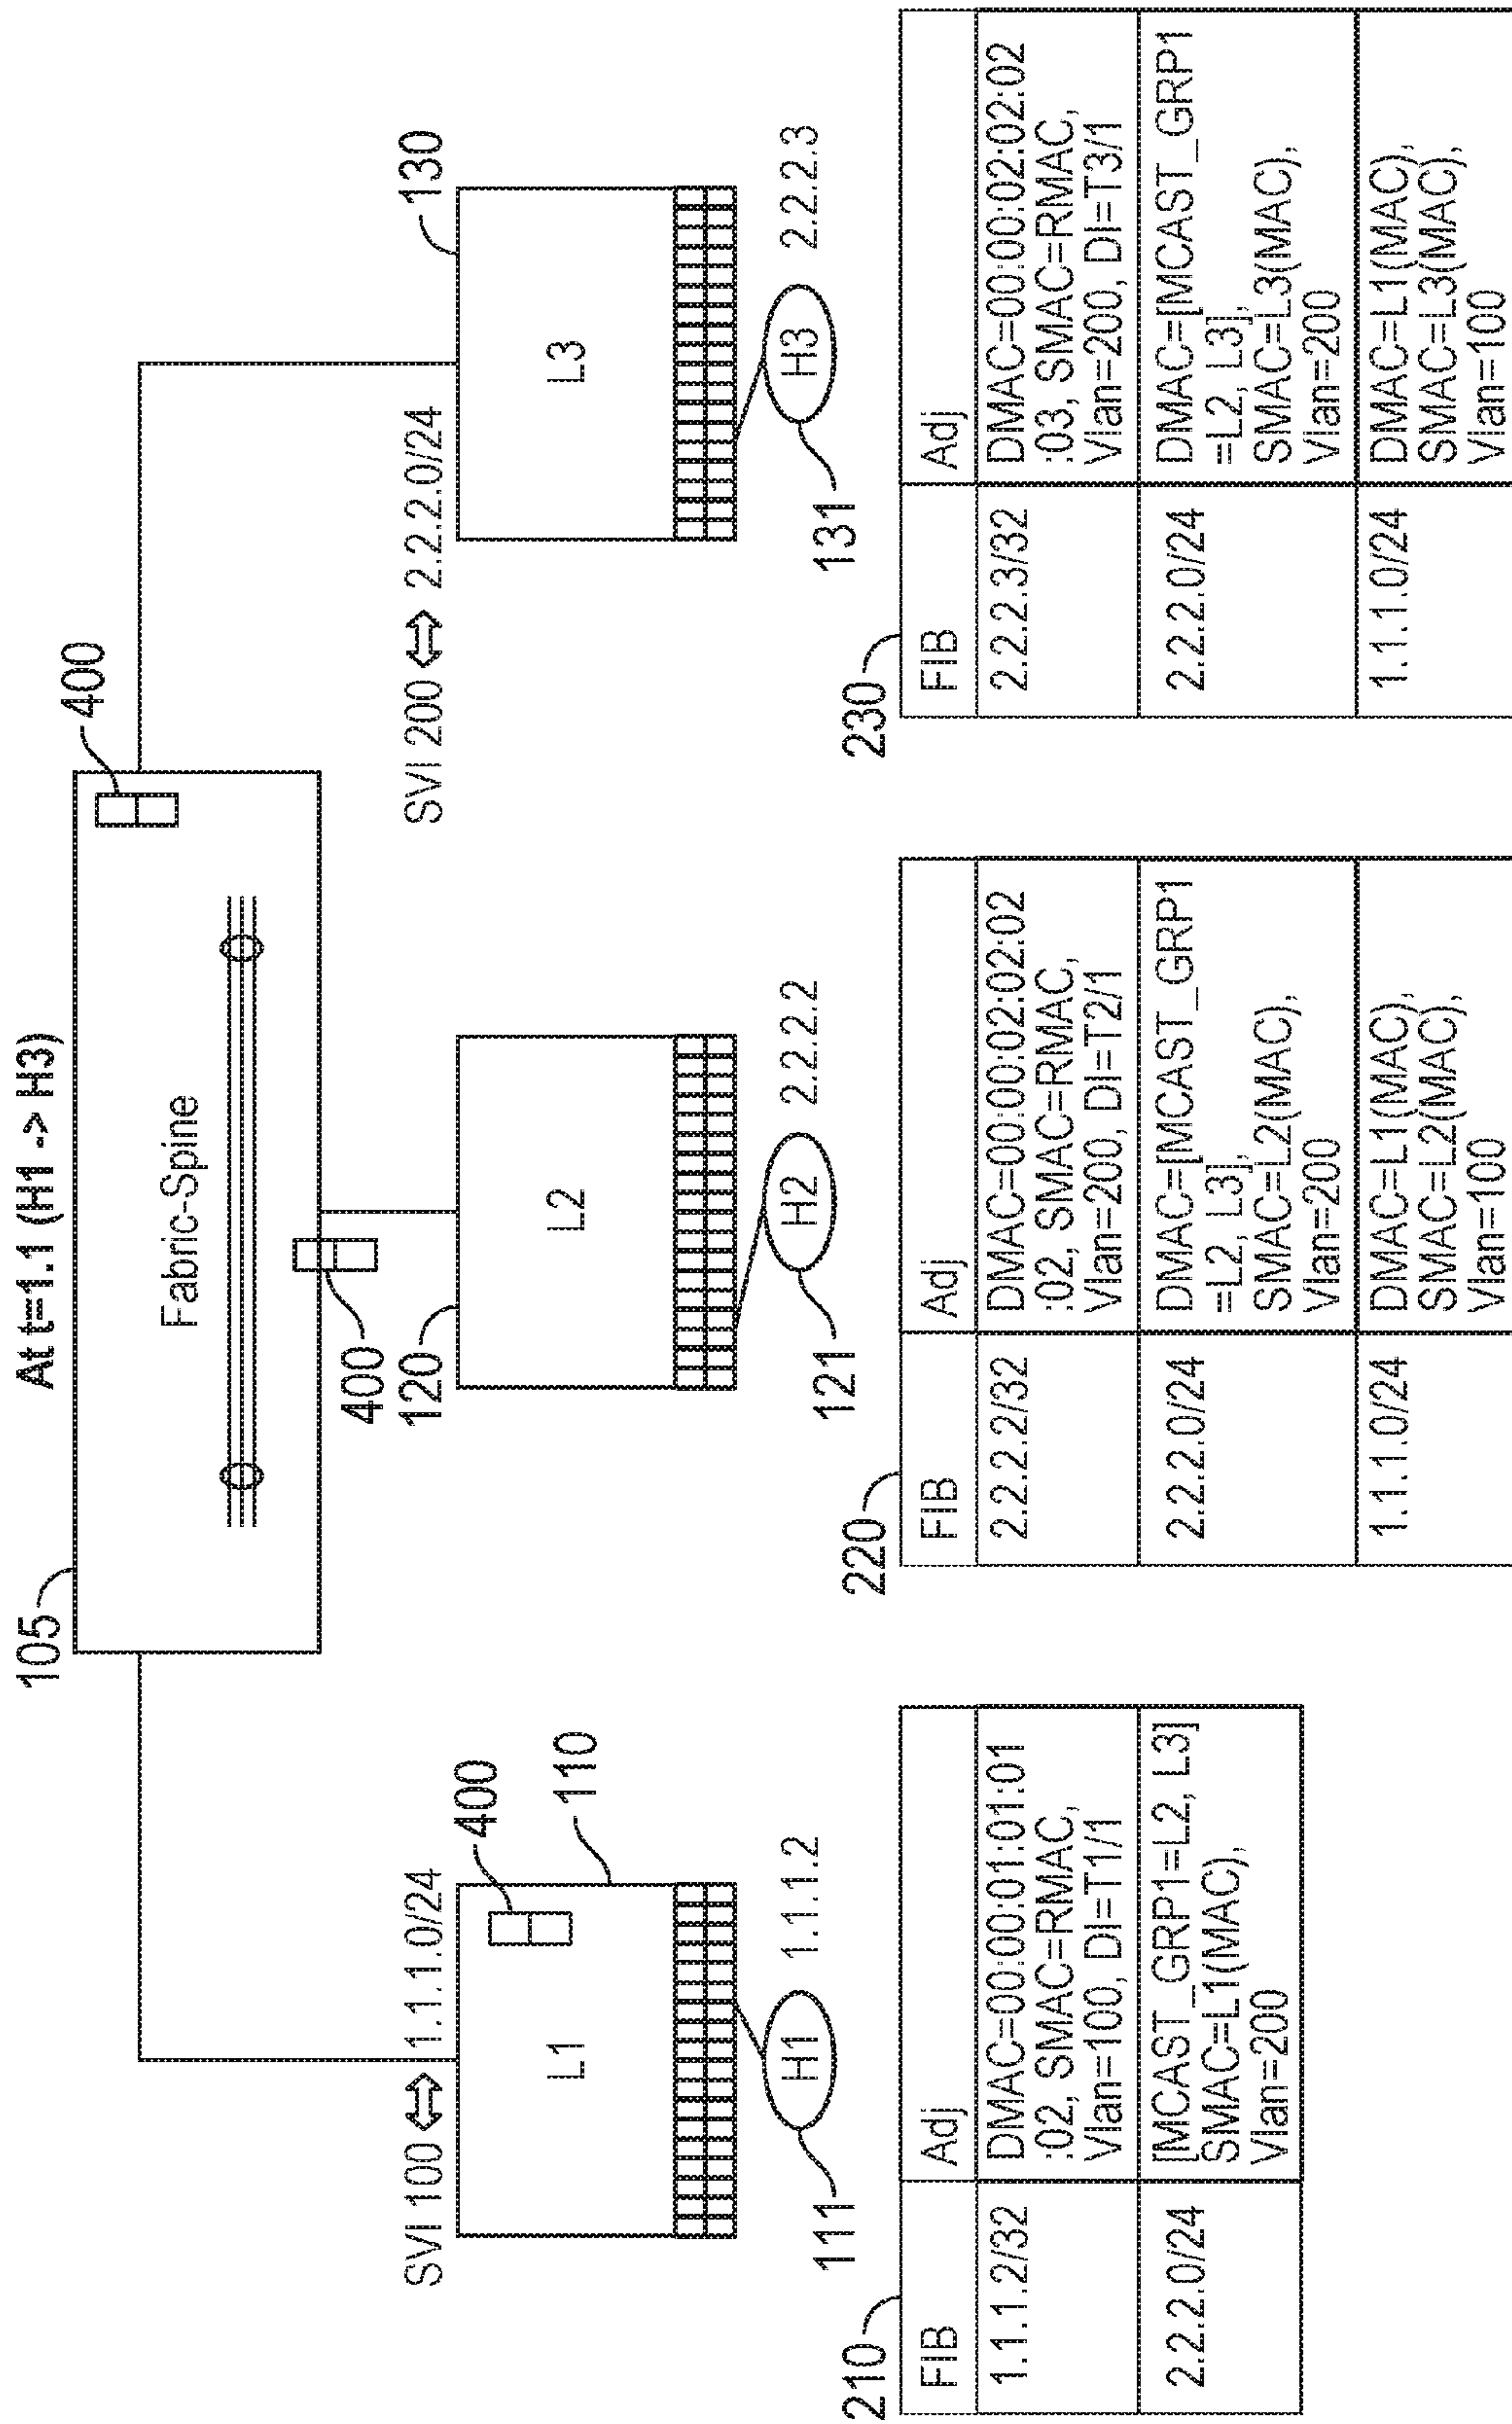 At t=1.1 (H1 -> H3)
105
Fabric-Spine
400
400
SVI 100 ⇔ 1.1.1.0/24
SVI 200 ⇔ 2.2.2.0/24
400
110
120
130
L1
L2
L3
H1
1.1.1.2
H2
2.2.2.2
H3
2.2.2.3
111
121
131
210
FIB
Adj
1.1.1.2/32
DMAC=00:00:01:01:01
:02, SMAC=RMAC,
Vlan=100, DI=T1/1
2.2.2.0/24
[MCAST_GRP1=L2, L3]
SMAC=L1(MAC),
Vlan=200
220
FIB
Adj
2.2.2.2/32
DMAC=00:00:02:02:02
:02, SMAC=RMAC,
Vlan=200, DI=T2/1
2.2.2.0/24
DMAC=[MCAST_GRP1
=L2, L3],
SMAC=L2(MAC),
Vlan=200
1.1.1.0/24
DMAC=L1(MAC),
SMAC=L2(MAC),
Vlan=100
230
FIB
Adj
2.2.2.3/32
DMAC=00:00:02:02:02
:03, SMAC=RMAC,
Vlan=200, DI=T3/1
2.2.2.0/24
DMAC=[MCAST_GRP1
=L2, L3],
SMAC=L3(MAC),
Vlan=200
1.1.1.0/24
DMAC=L1(MAC),
SMAC=L3(MAC),
Vlan=100